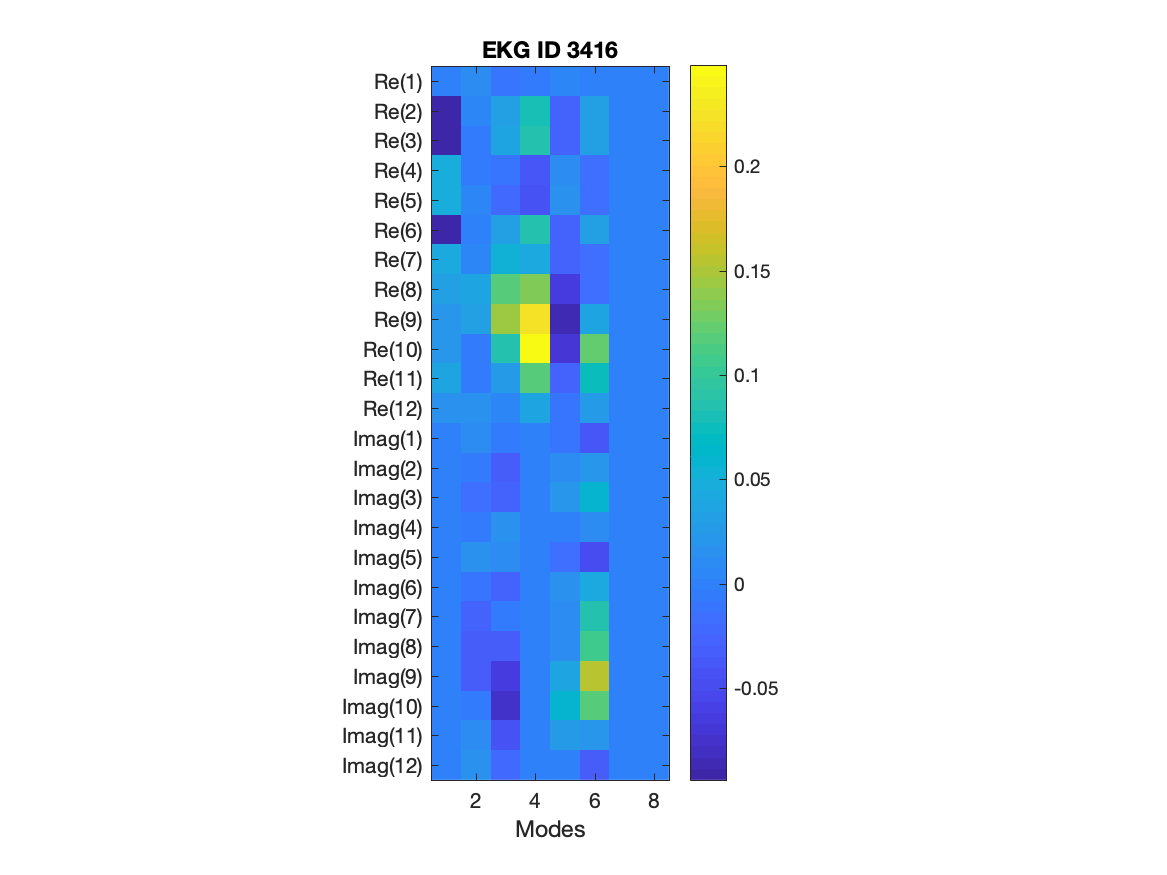 EKG ID 3416
Re(1)
Re(2)
Re(3)
Re(4)
Re(5)
Re(6)
Re(7)
Re(8)
Re(9)
Re(10)
Re(11)
Re(12)
Imag(1)
Imag(2)
Imag(3)
Imag(4)
Imag(5)
Imag(6)
Imag(7)
Imag(8)
Imag(9)
Imag(10)
Imag(11)
Imag(12)
2 4 6 8
Modes
0.2
0.15
0.1
0.05
0
-0.05